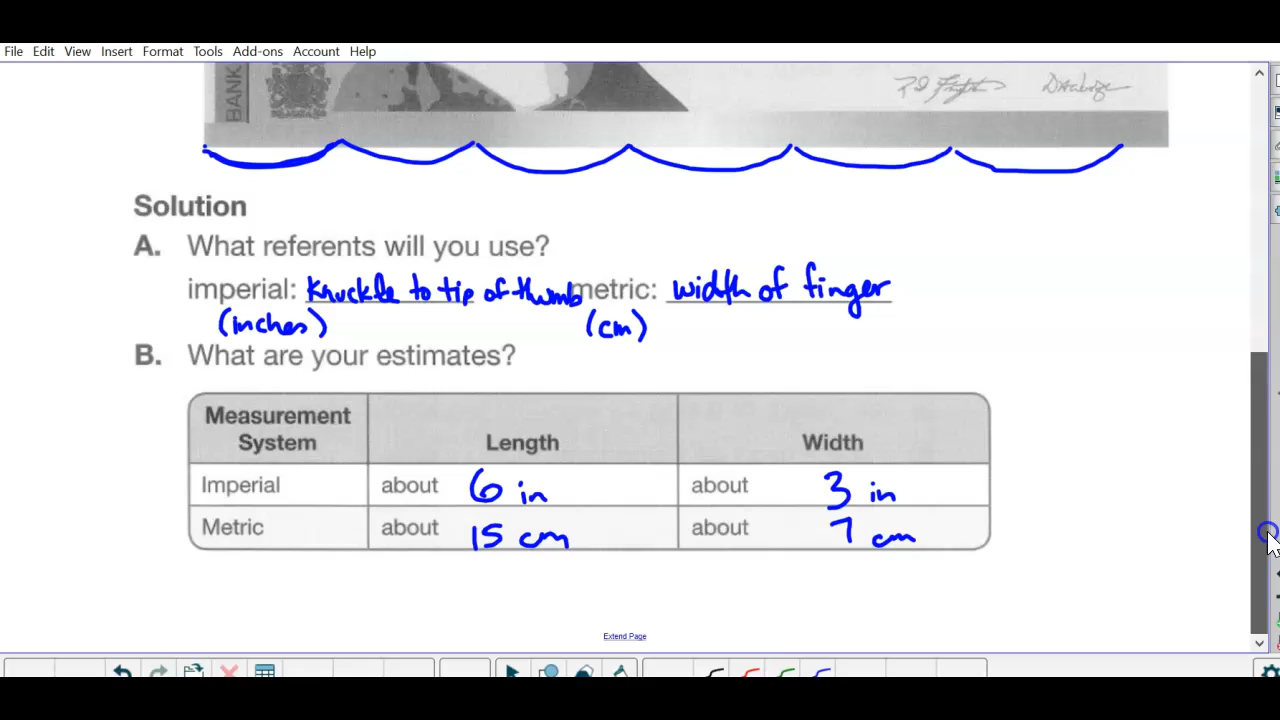 File Edit View Insert Format Tools Add-ons Account Help
BANK
Solution
A. What referents will you use?
imperial: Knuckle to tip of thumb metric: width of finger
(inches) (cm)
B. What are your estimates?
Measurement System Length Width
Imperial about 6 in about 3 in
Metric about 15 cm about 7 cm
Extend Page